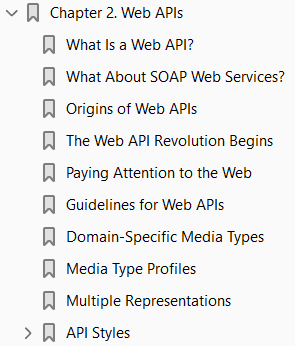 Chapter 2. Web APIs
What Is a Web API?
What About SOAP Web Services?
Origins of Web APIs
The Web API Revolution Begins
Paying Attention to the Web
Guidelines for Web APIs
Domain-Specific Media Types
Media Type Profiles
Multiple Representations
API Styles